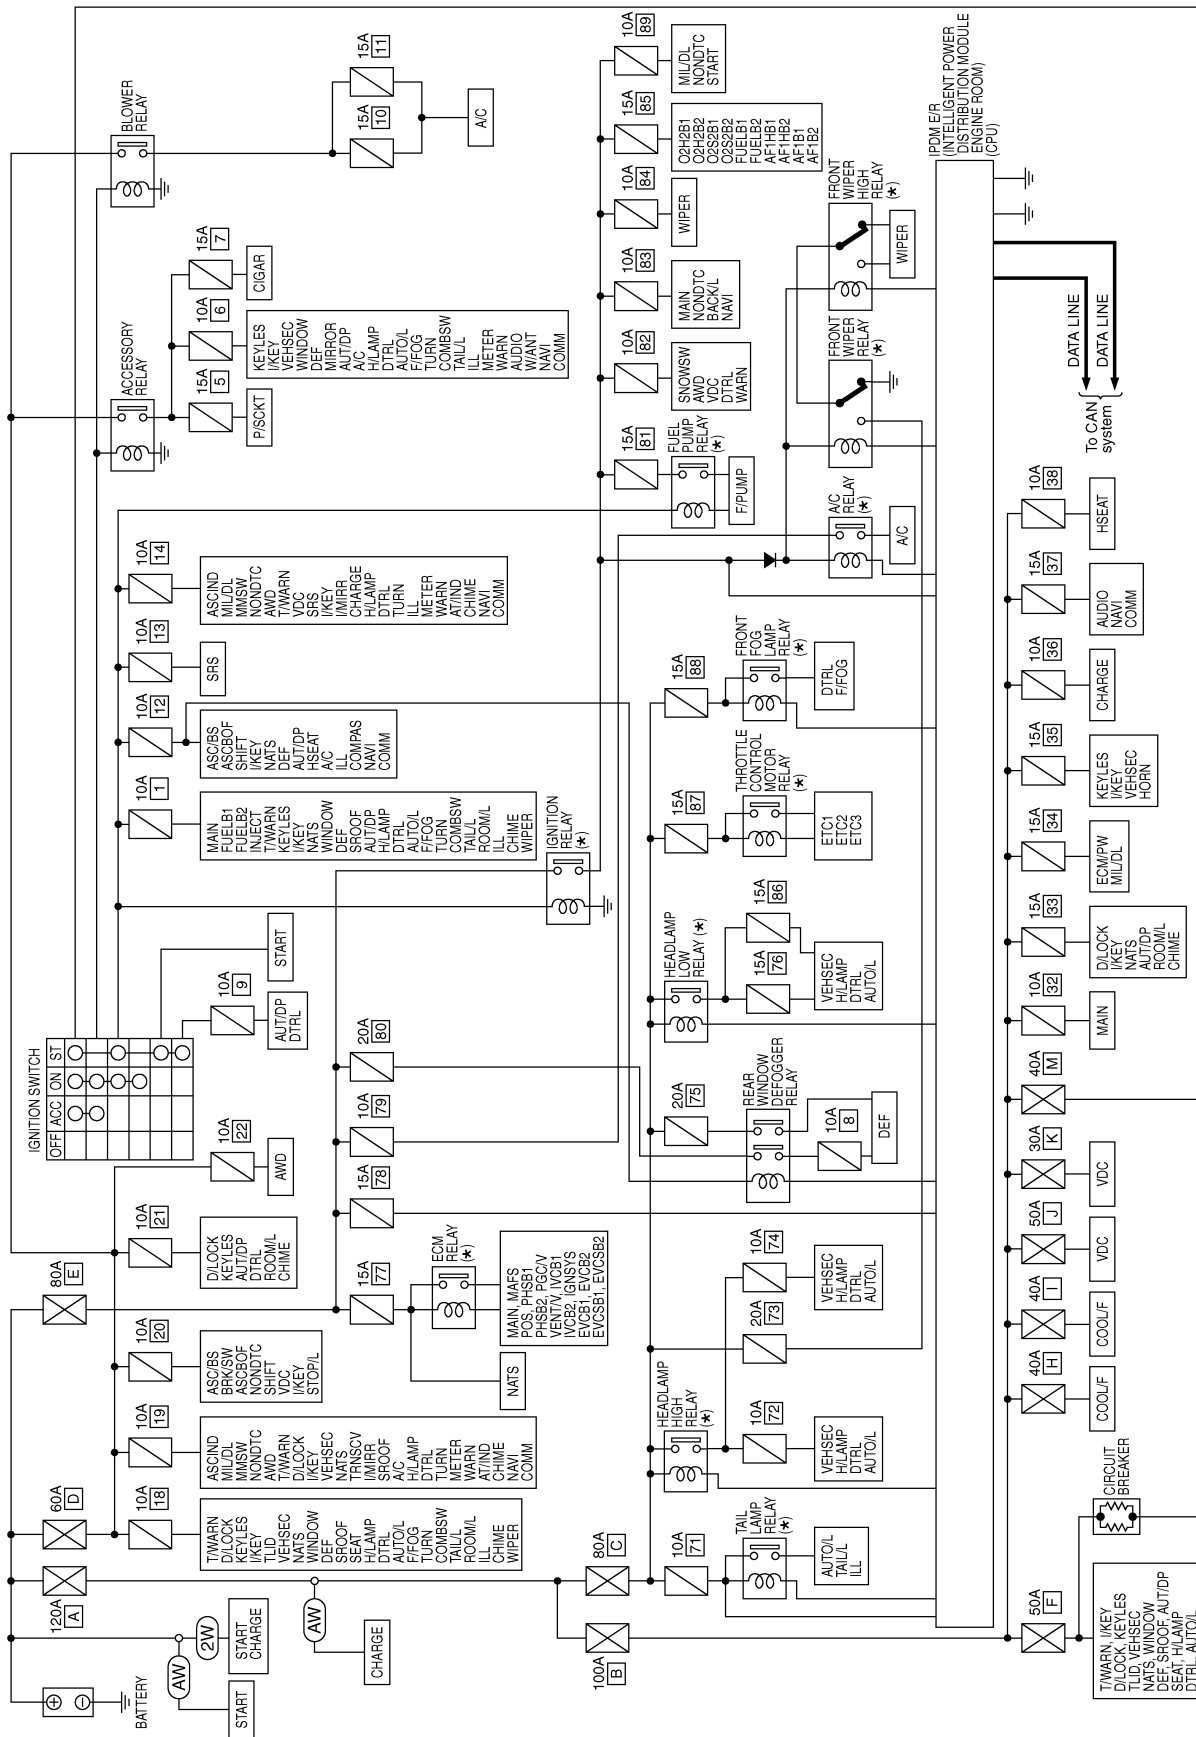 BATTERY
START
AW
2W
START
CHARGE
120A
A
60A
D
80A
E
AW
CHARGE
10A
18
T/WARN
D/LOCK
KEYLES
I/KEY
TLID
VEHSEC
NATS
WINDOW
DEF
SROOF
SEAT
H/LAMP
DTRL
AUTO/L
F/FOG
TURN
COMBSW
TAIL/L
ROOM/L
ILL
CHIME
WIPER
10A
19
ASCIND
MIL/DL
MMSW
NONDTC
AWD
T/WARN
D/LOCK
I/KEY
VEHSEC
NATS
TRNSCV
I/MIRR
SROOF
A/C
H/LAMP
DTRL
TURN
METER
WARN
AT/IND
CHIME
NAVI
COMM
10A
20
ASC/BS
BRK/SW
ASCBOF
NONDTC
SHIFT
VDC
I/KEY
STOP/L
10A
21
D/LOCK
KEYLES
AUT/DP
DTRL
ROOM/L
CHIME
10A
22
AWD
IGNITION SWITCH
OFF ACC ON ST
10A
9
AUT/DP
DTRL
START
10A
1
MAIN
FUELB1
FUELB2
INJECT
T/WARN
KEYLES
I/KEY
NATS
WINDOW
DEF
SROOF
AUT/DP
H/LAMP
DTRL
AUTO/L
F/FOG
TURN
COMBSW
TAIL/L
ROOM/L
ILL
CHIME
WIPER
10A
12
ASC/BS
ASCBOF
SHIFT
I/KEY
NATS
DEF
AUT/DP
HSEAT
A/C
ILL
COMPAS
NAVI
COMM
10A
13
SRS
10A
14
ASCIND
MIL/DL
MMSW
NONDTC
AWD
T/WARN
VDC
SRS
I/KEY
I/MIRR
CHARGE
H/LAMP
DTRL
TURN
ILL
METER
WARN
AT/IND
CHIME
NAVI
COMM
ACCESSORY
RELAY
15A
5
P/SCKT
10A
6
KEYLES
I/KEY
VEHSEC
WINDOW
DEF
MIRROR
AUT/DP
A/C
H/LAMP
DTRL
AUTO/L
F/FOG
TURN
COMBSW
TAIL/L
ILL
METER
WARN
AUDIO
W/ANT
NAVI
COMM
15A
7
CIGAR
BLOWER
RELAY
15A
10
15A
11
A/C
15A
77
ECM
RELAY
(*)
NATS
MAIN, MAFS
POS, PHSB1
PHSB2, PGC/V
VENT/V, IVCB1
IVCB2, IGNSYS
EVCB1, EVCB2
EVCSB1, EVCSB2
15A
78
10A
79
20A
80
IGNITION
RELAY
(*)
15A
81
FUEL
PUMP
RELAY
(*)
F/PUMP
10A
82
SNOWSW
AWD
VDC
DTRL
WARN
10A
83
MAIN
NONDTC
BACK/L
NAVI
10A
84
WIPER
15A
85
O2H2B1
O2H2B2
O2S2B1
O2S2B2
FUELB1
FUELB2
AF1HB1
AF1HB2
AF1B1
AF1B2
10A
89
MIL/DL
NONDTC
START
100A
B
80A
C
10A
71
TAIL
LAMP
RELAY
(*)
AUTO/L
TAIL/L
ILL
HEADLAMP
HIGH
RELAY
(*)
10A
72
VEHSEC
H/LAMP
DTRL
AUTO/L
20A
73
10A
74
VEHSEC
H/LAMP
DTRL
AUTO/L
20A
75
REAR
WINDOW
DEFOGGER
RELAY
10A
8
DEF
HEADLAMP
LOW
RELAY (*)
15A
76
15A
86
VEHSEC
H/LAMP
DTRL
AUTO/L
15A
87
THROTTLE
CONTROL
MOTOR
RELAY
(*)
ETC1
ETC2
ETC3
15A
88
FRONT
FOG
LAMP
RELAY
(*)
DTRL
F/FOG
A/C
RELAY
(*)
A/C
FRONT
WIPER
RELAY
(*)
FRONT
WIPER
HIGH
RELAY
(*)
WIPER
IPDM E/R
(INTELLIGENT POWER
DISTRIBUTION MODULE
ENGINE ROOM)
(CPU)
To CAN
system
DATA LINE
DATA LINE
50A
F
T/WARN, I/KEY
D/LOCK, KEYLES
TLID, VEHSEC
NATS, WINDOW
DEF, SROOF, AUT/DP
SEAT, H/LAMP
DTRL, AUTO/L
CIRCUIT
BREAKER
40A
H
COOL/F
40A
I
COOL/F
50A
J
VDC
30A
K
VDC
40A
M
10A
32
MAIN
15A
33
D/LOCK
I/KEY
NATS
AUT/DP
ROOM/L
CHIME
15A
34
ECM/PW
MIL/DL
15A
35
KEYLES
I/KEY
VEHSEC
HORN
10A
36
CHARGE
15A
37
AUDIO
NAVI
COMM
10A
38
HSEAT